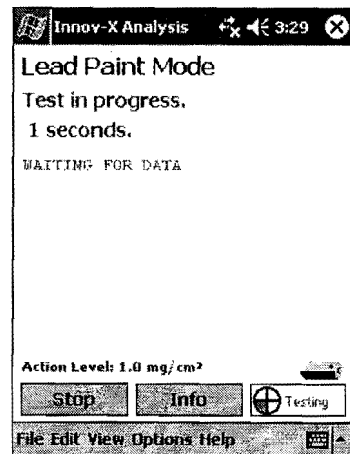 Innov-X Analysis 3:29
Lead Paint Mode
Test in progress.
1 seconds.
WAITING FOR DATA
Action Level: 1.0 mg/cm²
Stop Info Testing
File Edit View Options Help